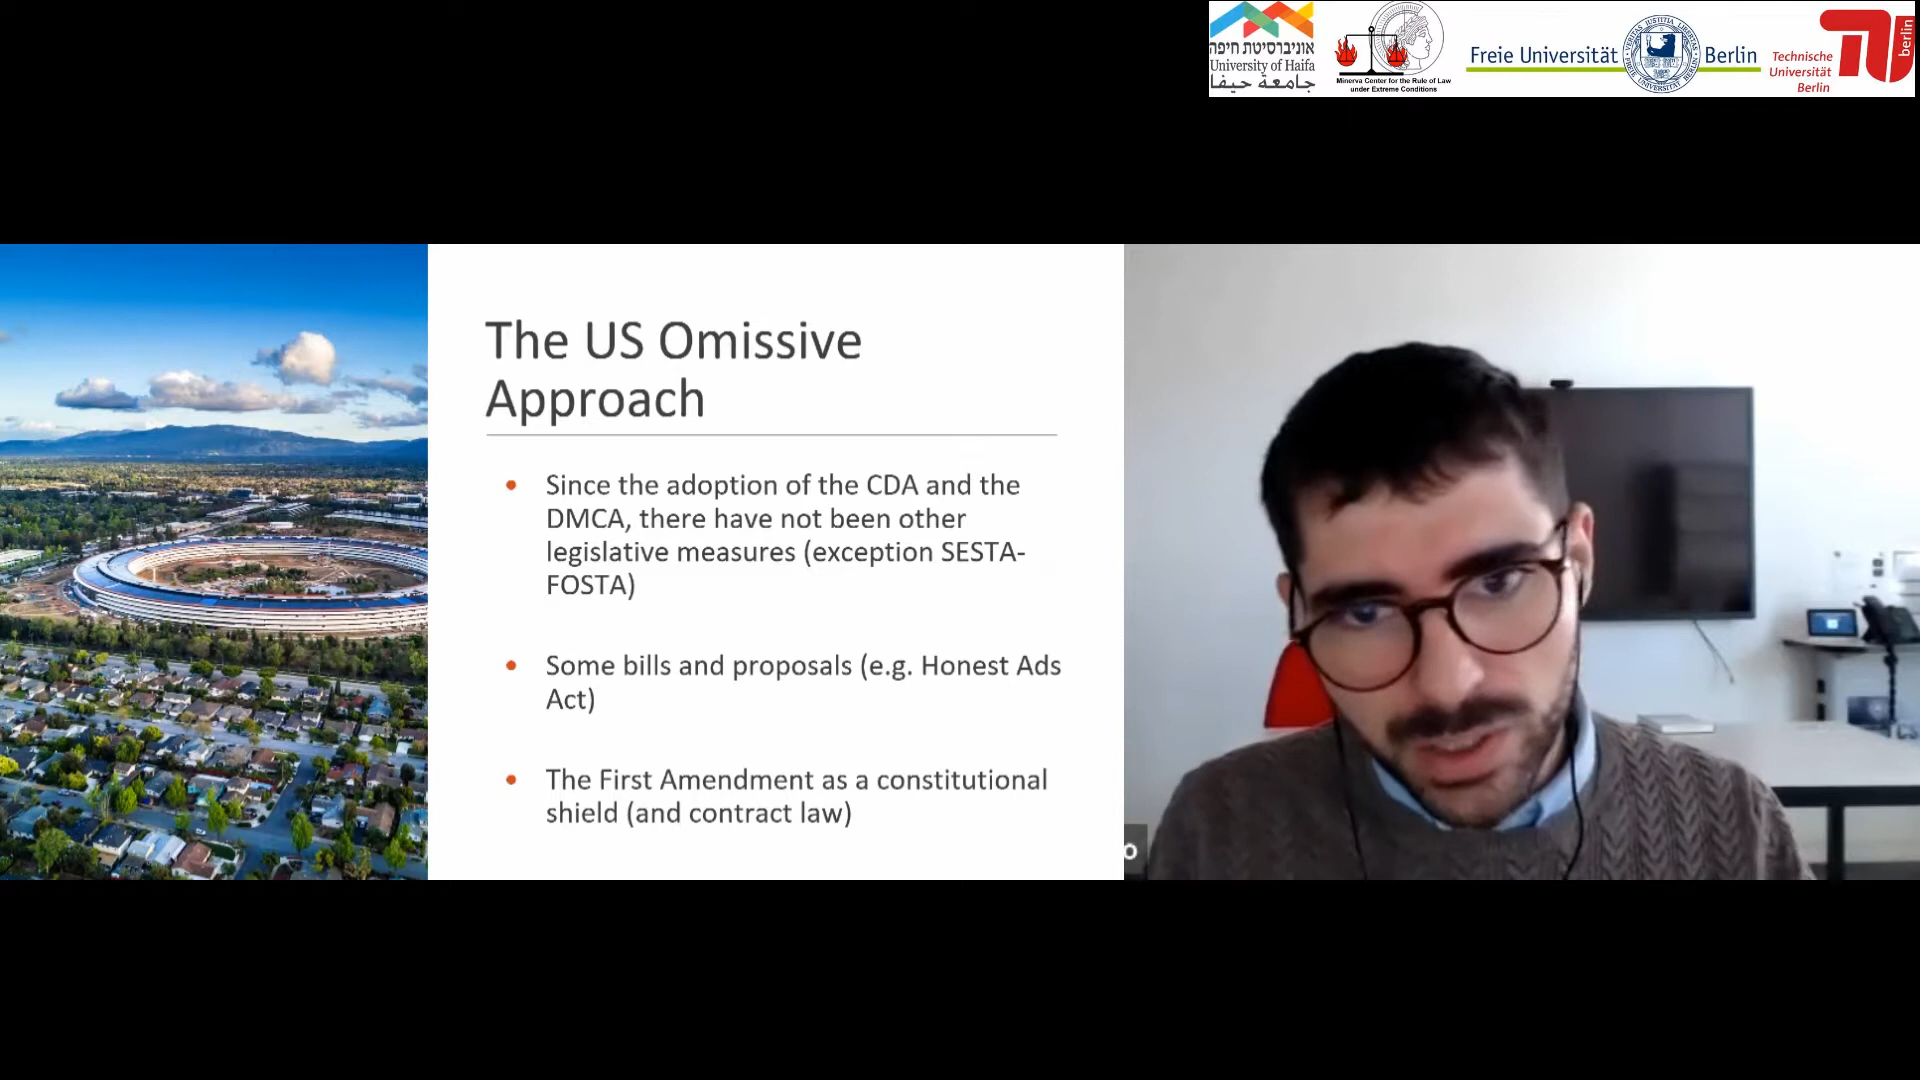 אוניברסיטת חיפה
University of Haifa
جامعة حيفا
Minerva Center for the Rule of Law
under Extreme Conditions
Freie Universität Berlin
Technische
Universität
Berlin
berlin
The US Omissive
Approach
Since the adoption of the CDA and the
DMCA, there have not been other
legislative measures (exception SESTA-
FOSTA)
Some bills and proposals (e.g. Honest Ads
Act)
The First Amendment as a constitutional
shield (and contract law)
o